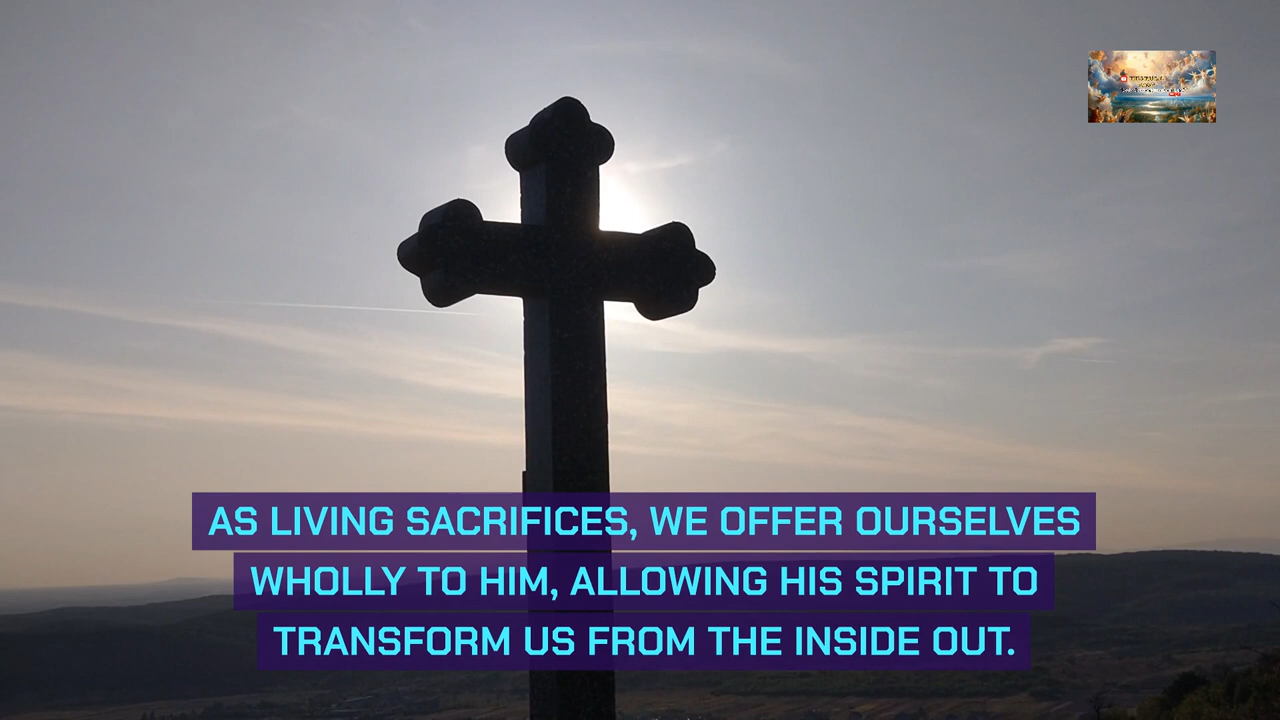 AS LIVING SACRIFICES, WE OFFER OURSELVES
WHOLLY TO HIM, ALLOWING HIS SPIRIT TO
TRANSFORM US FROM THE INSIDE OUT.